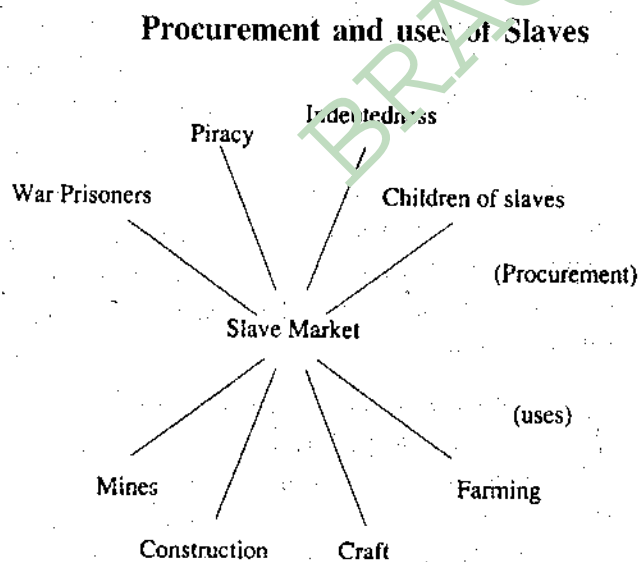 Procurement and uses of Slaves
Indebtedness
Piracy
War Prisoners
Children of slaves
(Procurement)
Slave Market
(uses)
Mines
Farming
Construction
Craft
BRAC